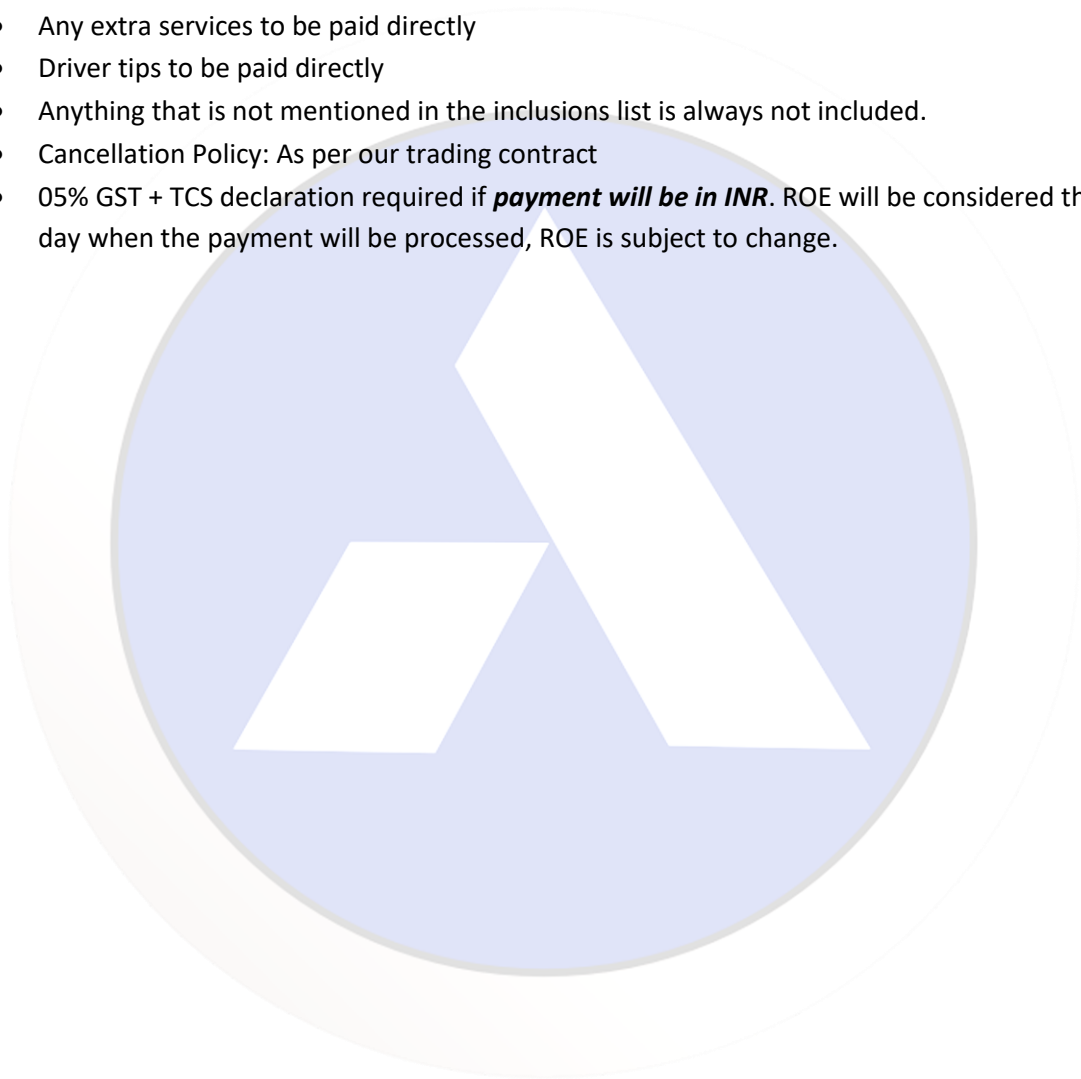 • Any extra services to be paid directly
• Driver tips to be paid directly
• Anything that is not mentioned in the inclusions list is always not included.
• Cancellation Policy: As per our trading contract
• 05% GST + TCS declaration required if payment will be in INR. ROE will be considered th
day when the payment will be processed, ROE is subject to change.